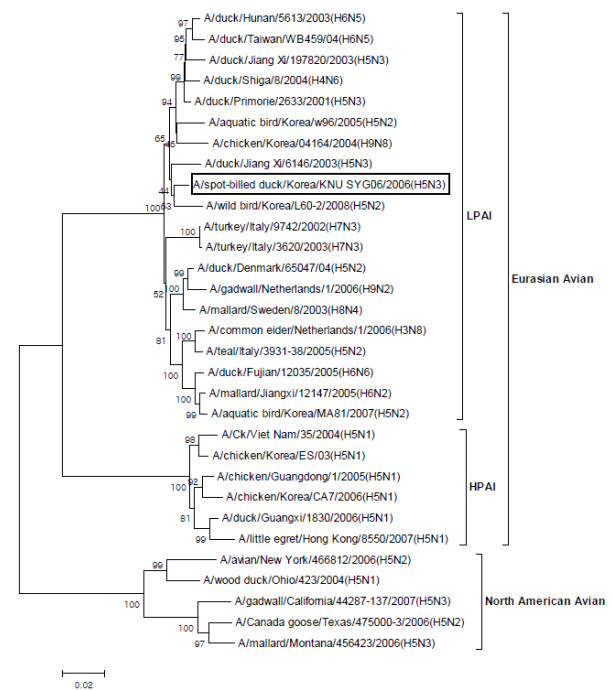 A/duck/Hunan/5613/2003(H6N5)
A/duck/Taiwan/WB459/04(H6N5)
A/duck/Jiang Xi/197820/2003(H5N3)
A/duck/Shiga/8/2004(H4N6)
A/duck/Primorie/2633/2001(H5N3)
A/aquatic bird/Korea/w96/2005(H5N2)
A/chicken/Korea/04164/2004(H9N8)
A/duck/Jiang Xi/6146/2003(H5N3)
A/spot-billed duck/Korea/KNU SYG06/2006(H5N3)
A/wild bird/Korea/L60-2/2008(H5N2)
A/turkey/Italy/9742/2002(H7N3)
A/turkey/Italy/3620/2003(H7N3)
A/duck/Denmark/65047/04(H5N2)
A/gadwall/Netherlands/1/2006(H9N2)
A/mallard/Sweden/8/2003(H8N4)
A/common eider/Netherlands/1/2006(H3N8)
A/teal/Italy/3931-38/2005(H5N2)
A/duck/Fujian/12035/2005(H6N6)
A/mallard/Jiangxi/12147/2005(H6N2)
A/aquatic bird/Korea/MA81/2007(H5N2)
A/Ck/Viet Nam/35/2004(H5N1)
A/chicken/Korea/ES/03(H5N1)
A/chicken/Guangdong/1/2005(H5N1)
A/chicken/Korea/CA7/2006(H5N1)
A/duck/Guangxi/1830/2006(H5N1)
A/little egret/Hong Kong/8550/2007(H5N1)
A/avian/New York/466812/2006(H5N2)
A/wood duck/Ohio/423/2004(H5N1)
A/gadwall/California/44287-137/2007(H5N3)
A/Canada goose/Texas/475000-3/2006(H5N2)
A/mallard/Montana/456423/2006(H5N3)
LPAI
HPAI
Eurasian Avian
North American Avian
97
95
77
99
94
65
45
44
100
63
99
100
52
100
81
100
99
98
92
100
81
99
99
100
100
97
0.02